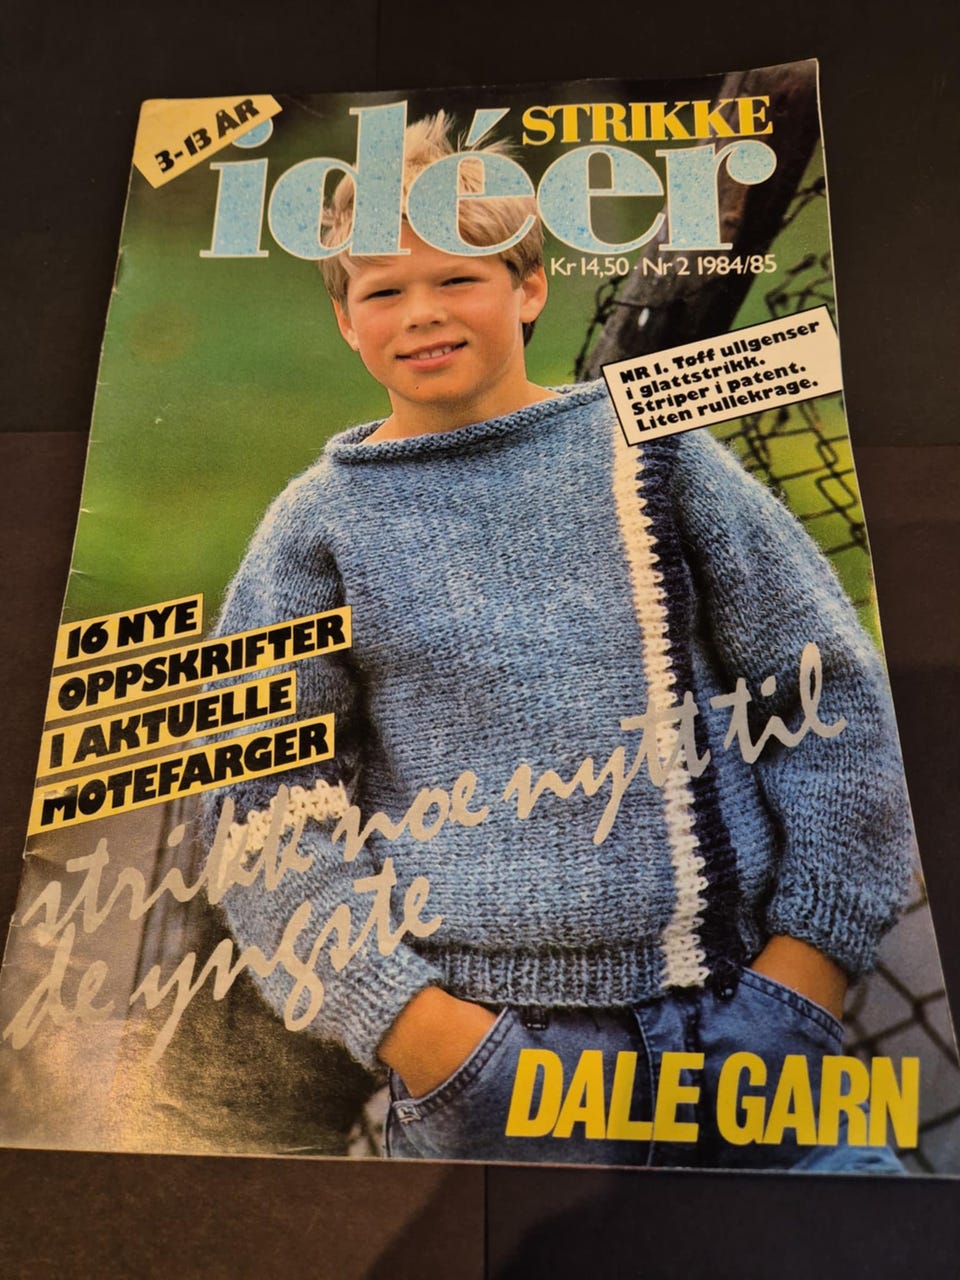 3-13 ÅR
STRIKKE
idéer
Kr 14,50 · Nr 2 1984/85
NR 1. Tøff ullgenser
i glattstrikk.
Striper i patent.
Liten rullekrage.
16 NYE
OPPSKRIFTER
I AKTUELLE
MOTEFARGER
strikk noe nytt til
de yngste
DALE GARN